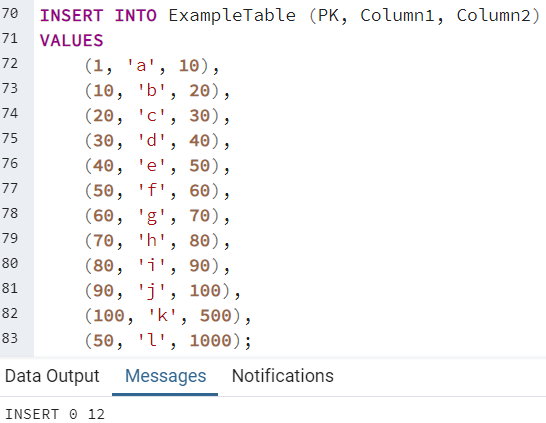 70 INSERT INTO ExampleTable (PK, Column1, Column2)
71 VALUES
72 (1, 'a', 10),
73 (10, 'b', 20),
74 (20, 'c', 30),
75 (30, 'd', 40),
76 (40, 'e', 50),
77 (50, 'f', 60),
78 (60, 'g', 70),
79 (70, 'h', 80),
80 (80, 'i', 90),
81 (90, 'j', 100),
82 (100, 'k', 500),
83 (50, 'l', 1000);
Data Output Messages Notifications
INSERT 0 12